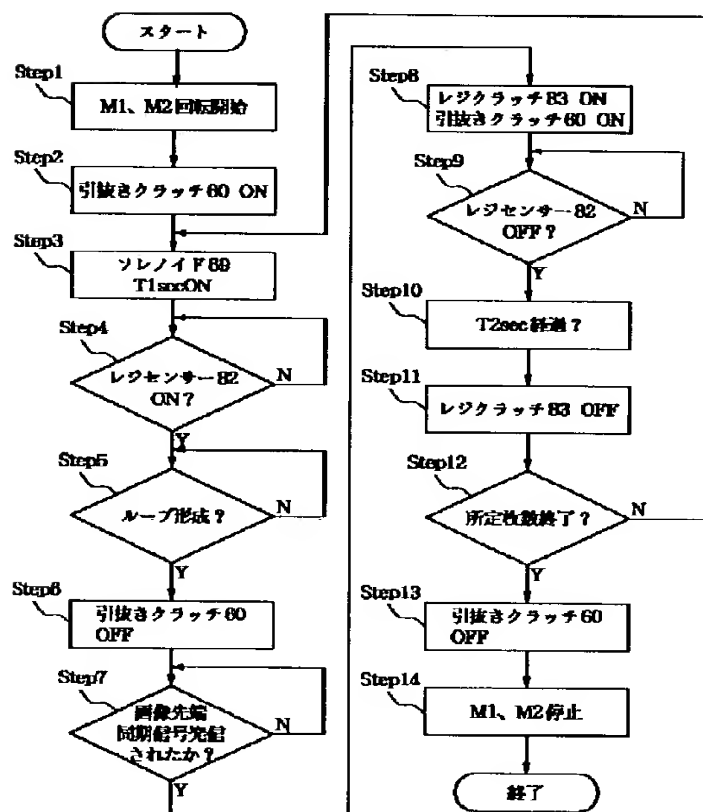 スタート
Step1
M1、M2回転開始
Step2
引抜きクラッチ60 ON
Step3
ソレノイド89
T1secON
Step4
レジセンサー82
ON?
N
Y
Step5
ループ形成?
N
Y
Step6
引抜きクラッチ60
OFF
Step7
画像先端
同期信号発信
されたか?
N
Y
Step8
レジクラッチ83 ON
引抜きクラッチ60 ON
Step9
レジセンサー82
OFF?
N
Y
Step10
T2sec経過?
Step11
レジクラッチ83 OFF
Step12
所定枚数終了?
N
Y
Step13
引抜きクラッチ60
OFF
Step14
M1、M2停止
終了